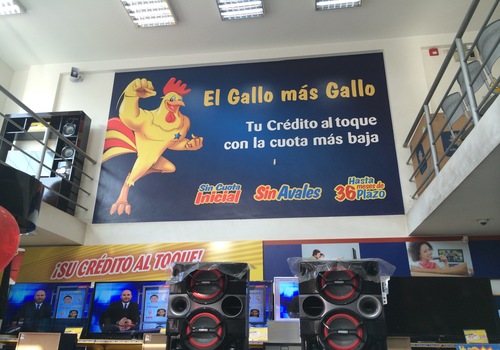 El Gallo más Gallo
Tu Crédito al toque
con la cuota más baja
Sin Cuota
Inicial
Sin Avales
Hasta
36 meses de
Plazo
¡SU CRÉDITO AL TOQUE!